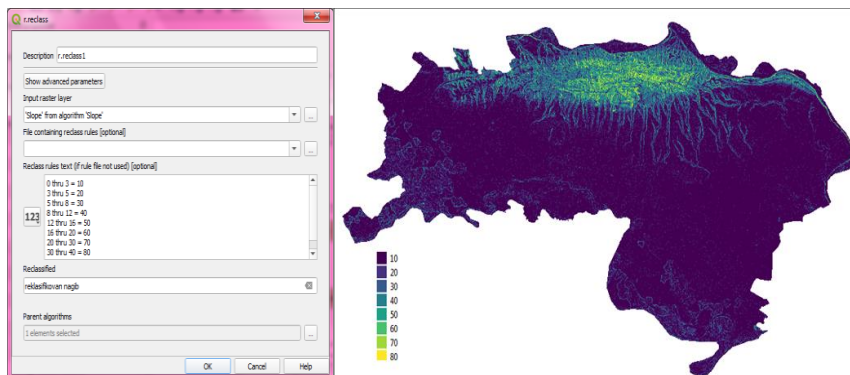 r.reclass
Description r.reclass1
Show advanced parameters
Input raster layer
'Slope' from algorithm 'Slope'
...
File containing reclass rules [optional]
...
Reclass rules text (if rule file not used) [optional]
0 thru 3 = 10
3 thru 5 = 20
5 thru 8 = 30
8 thru 12 = 40
123
12 thru 16 = 50
16 thru 20 = 60
20 thru 30 = 70
30 thru 40 = 80
Reclassified
reklasifikovan nagib
Parent algorithms
1 elements selected
...
OK Cancel Help
10
20
30
40
50
60
70
80